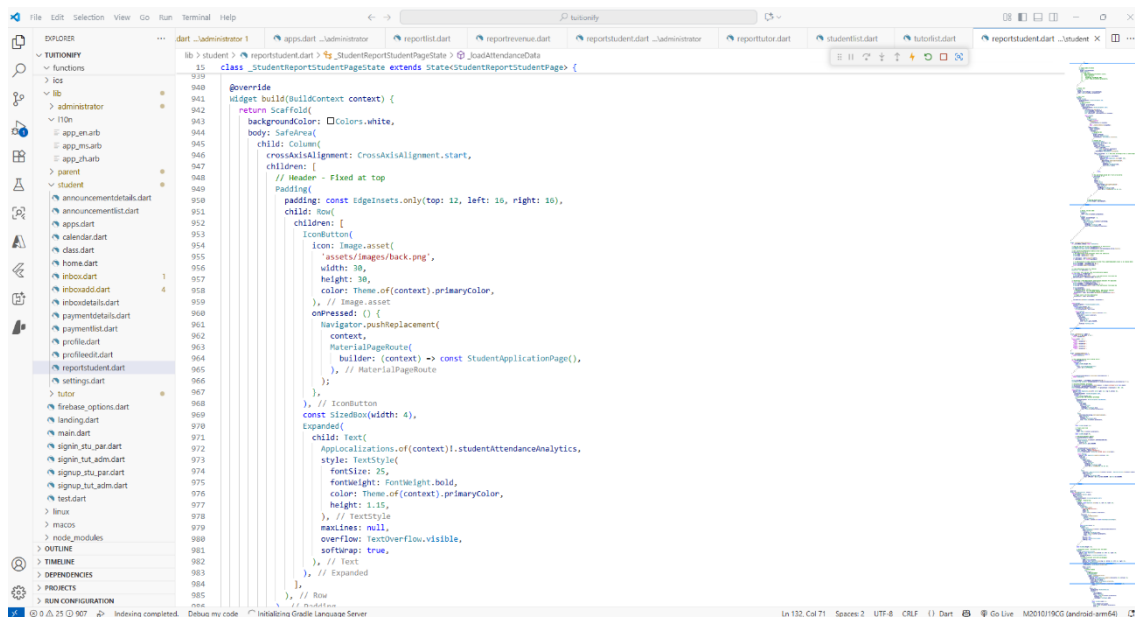 File Edit Selection View Go Run Terminal Help
tuitionify
EXPLORER
.dart ...\administrator 1
apps.dart ...\administrator
reportlist.dart
reportrevenue.dart
reportstudent.dart ...\administrator
reporttutor.dart
studentlist.dart
tutorlist.dart
reportstudent.dart ...\student
TUITIONIFY
functions
ios
lib
administrator
l10n
app_en.arb
app_ms.arb
app_zh.arb
parent
student
announcementdetails.dart
announcementlist.dart
apps.dart
calendar.dart
class.dart
home.dart
inbox.dart 1
inboxadd.dart 4
inboxdetails.dart
paymentdetails.dart
paymentlist.dart
profile.dart
profileedit.dart
reportstudent.dart
settings.dart
tutor
firebase_options.dart
landing.dart
main.dart
signin_stu_par.dart
signin_tut_adm.dart
signup_stu_par.dart
signup_tut_adm.dart
test.dart
linux
macos
node_modules
OUTLINE
TIMELINE
DEPENDENCIES
PROJECTS
RUN CONFIGURATION
lib > student > reportstudent.dart > _StudentReportStudentPageState > _loadAttendanceData
15 class _StudentReportStudentPageState extends State<StudentReportStudentPage> {
939
940 @override
941 Widget build(BuildContext context) {
942 return Scaffold(
943 backgroundColor: Colors.white,
944 body: SafeArea(
945 child: Column(
946 crossAxisAlignment: CrossAxisAlignment.start,
947 children: [
948 // Header - Fixed at top
949 Padding(
950 padding: const EdgeInsets.only(top: 12, left: 16, right: 16),
951 child: Row(
952 children: [
953 IconButton(
954 icon: Image.asset(
955 'assets/images/back.png',
956 width: 30,
957 height: 30,
958 color: Theme.of(context).primaryColor,
959 ), // Image.asset
960 onPressed: () {
961 Navigator.pushReplacement(
962 context,
963 MaterialPageRoute(
964 builder: (context) => const StudentApplicationPage(),
965 ), // MaterialPageRoute
966 );
967 },
968 ), // IconButton
969 const SizedBox(width: 4),
970 Expanded(
971 child: Text(
972 AppLocalizations.of(context)!.studentAttendanceAnalytics,
973 style: TextStyle(
974 fontSize: 25,
975 fontWeight: FontWeight.bold,
976 color: Theme.of(context).primaryColor,
977 height: 1.15,
978 ), // TextStyle
979 maxLines: null,
980 overflow: TextOverflow.visible,
981 softWrap: true,
982 ), // Text
983 ), // Expanded
984 ],
985 ), // Row
986 ), // Padding
0 25 907 Indexing completed. Debug my code Initializing Gradle Language Server Ln 132, Col 71 Spaces: 2 UTF-8 CRLF {} Dart Go Live M2010J19CG (android-arm64)